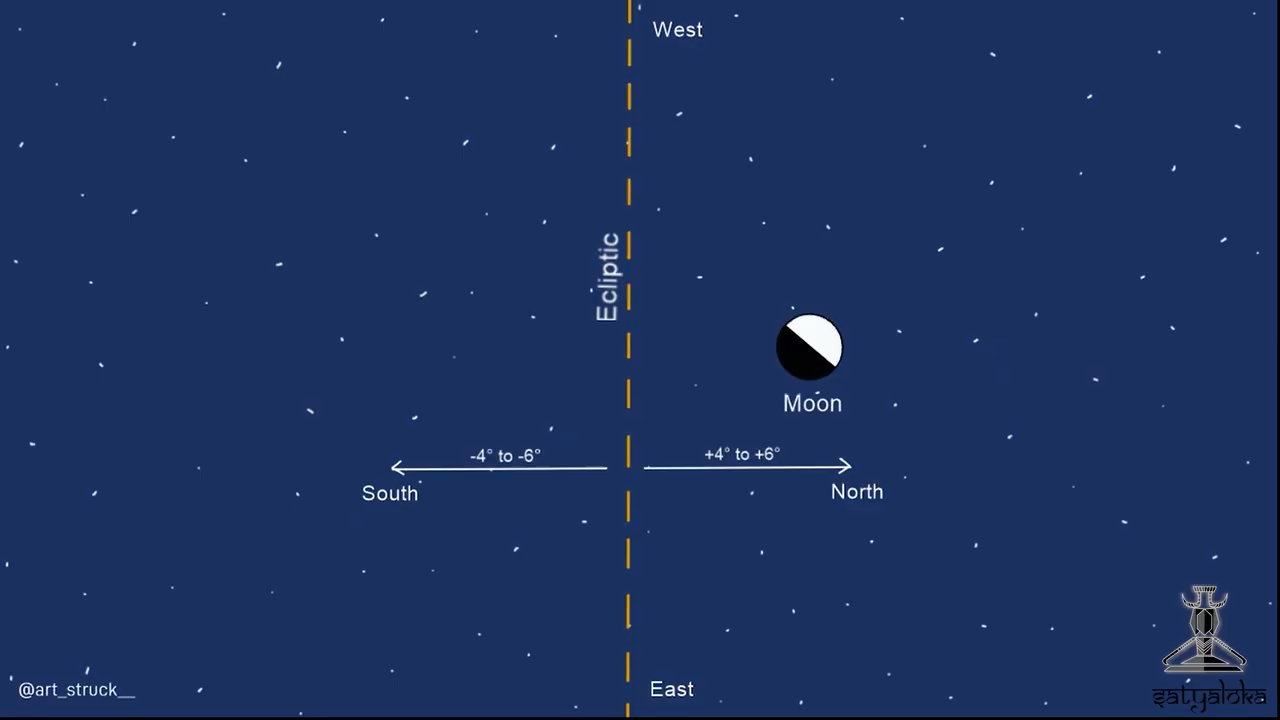 West
Ecliptic
Moon
-4° to -6°
+4° to +6°
South
North
East
@art_struck__
satyaloka